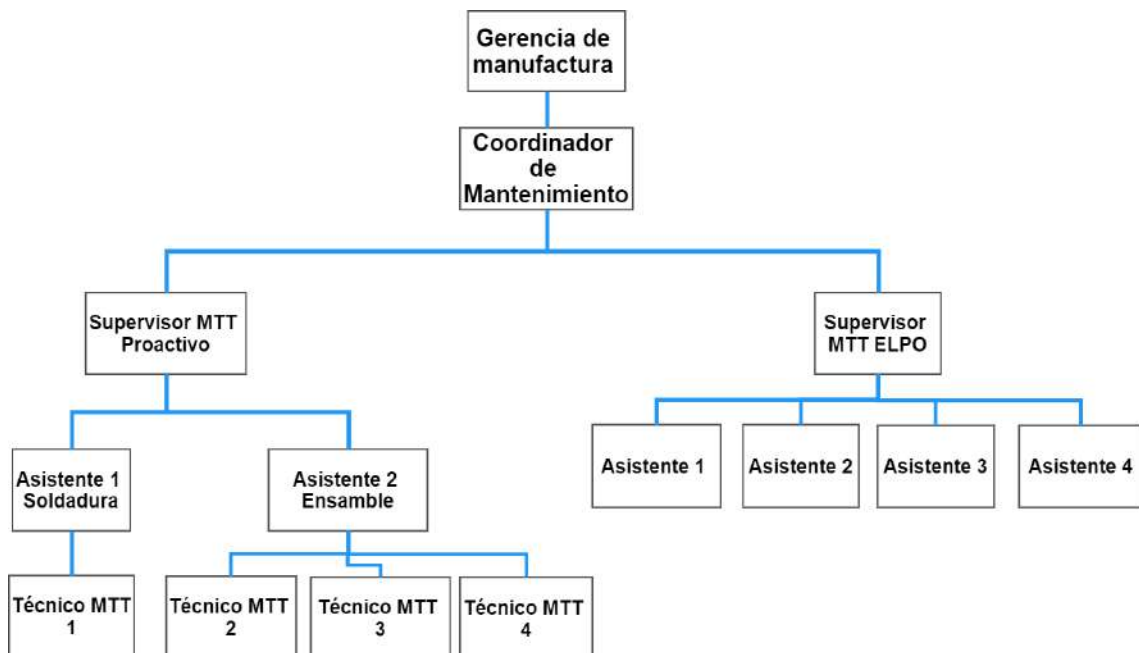 Gerencia de
manufactura
Coordinador
de
Mantenimiento
Supervisor MTT
Proactivo
Supervisor
MTT ELPO
Asistente 1
Soldadura
Asistente 2
Ensamble
Asistente 1
Asistente 2
Asistente 3
Asistente 4
Técnico MTT
1
Técnico MTT
2
Técnico MTT
3
Técnico MTT
4